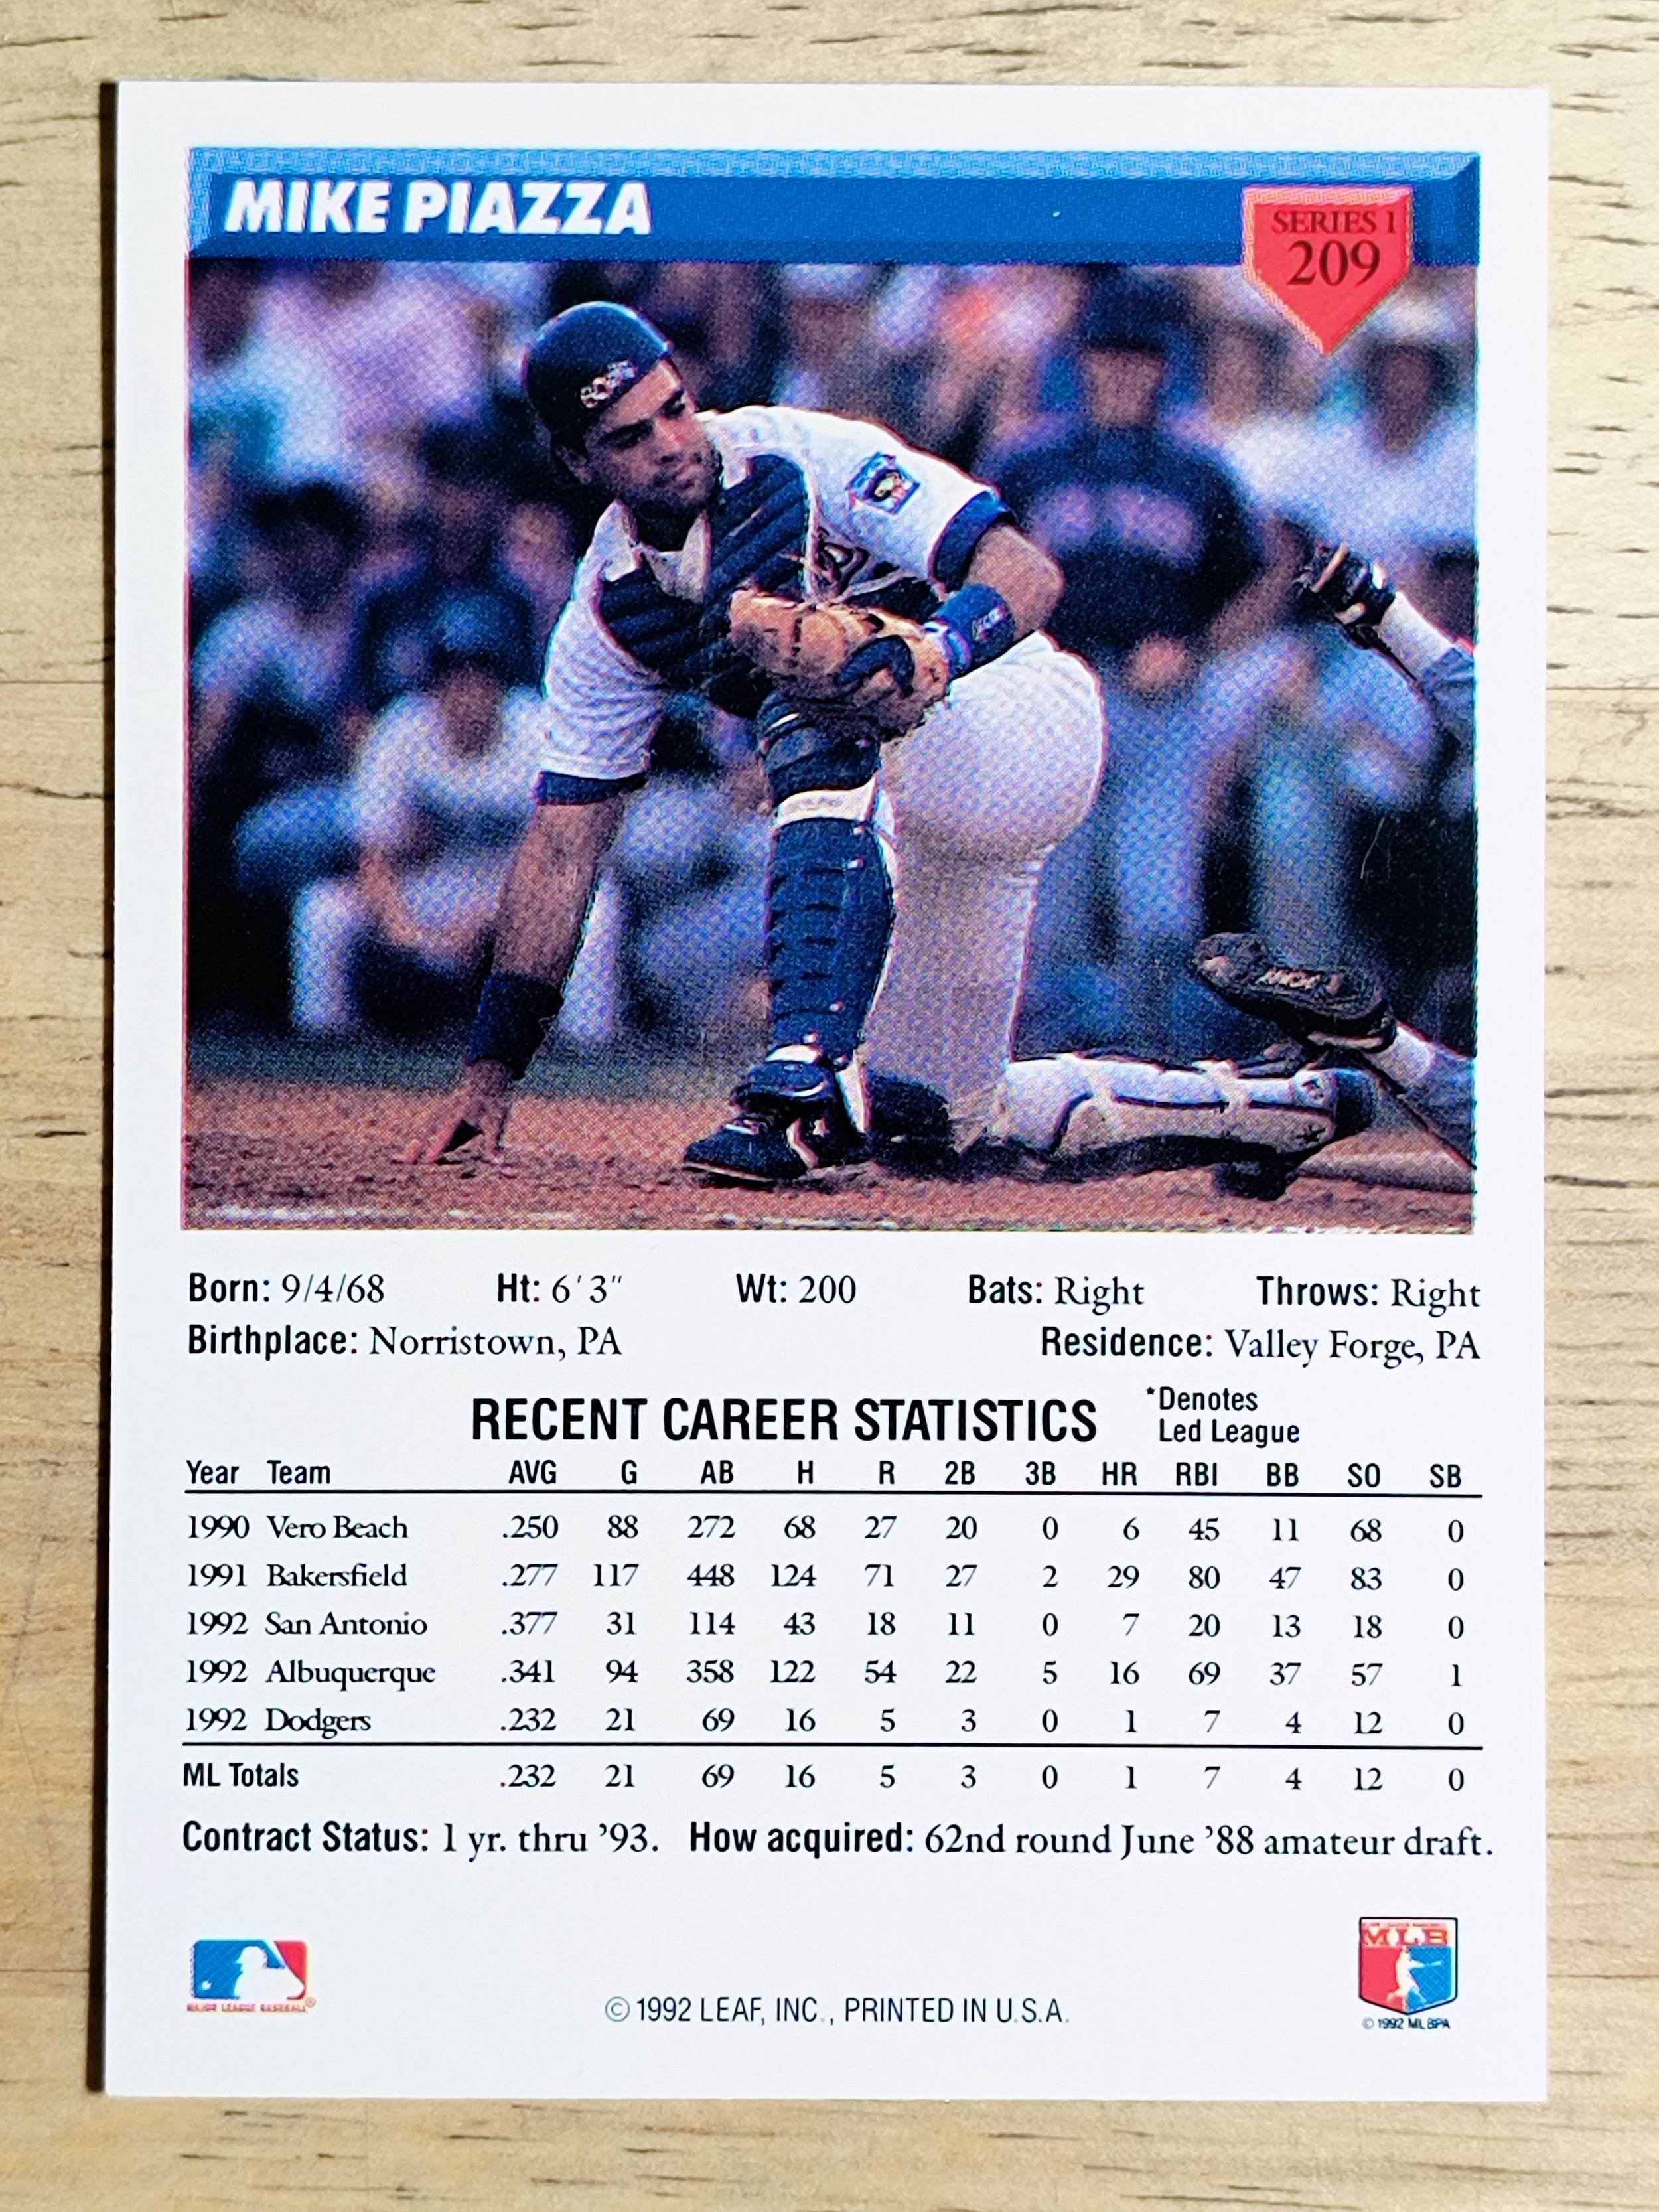 MIKE PIAZZA
SERIES 1
209
Born: 9/4/68 Ht: 6'3" Wt: 200 Bats: Right Throws: Right
Birthplace: Norristown, PA Residence: Valley Forge, PA
RECENT CAREER STATISTICS
*Denotes
Led League
Year Team AVG G AB H R 2B 3B HR RBI BB SO SB
1990 Vero Beach .250 88 272 68 27 20 0 6 45 11 68 0
1991 Bakersfield .277 117 448 124 71 27 2 29 80 47 83 0
1992 San Antonio .377 31 114 43 18 11 0 7 20 13 18 0
1992 Albuquerque .341 94 358 122 54 22 5 16 69 37 57 1
1992 Dodgers .232 21 69 16 5 3 0 1 7 4 12 0
ML Totals .232 21 69 16 5 3 0 1 7 4 12 0
Contract Status: 1 yr. thru ’93. How acquired: 62nd round June ’88 amateur draft.
MAJOR LEAGUE BASEBALL®
© 1992 LEAF, INC., PRINTED IN U.S.A.
MLB
© 1992 MLBPA